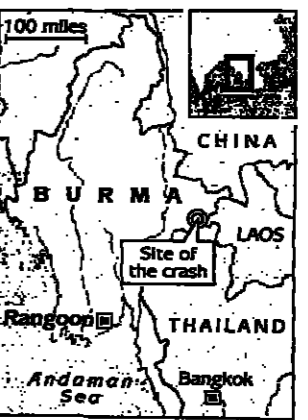 100 miles
CHINA
BURMA
LAOS
Site of
the crash
Rangoon
THAILAND
Andaman
Sea
Bangkok